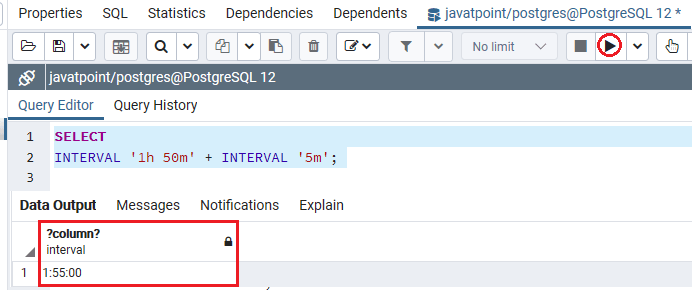 Properties SQL Statistics Dependencies Dependents javatpoint/postgres@PostgreSQL 12 *
No limit
javatpoint/postgres@PostgreSQL 12
Query Editor Query History
1 SELECT
2 INTERVAL '1h 50m' + INTERVAL '5m';
3
Data Output Messages Notifications Explain
?column?
interval
1 1:55:00